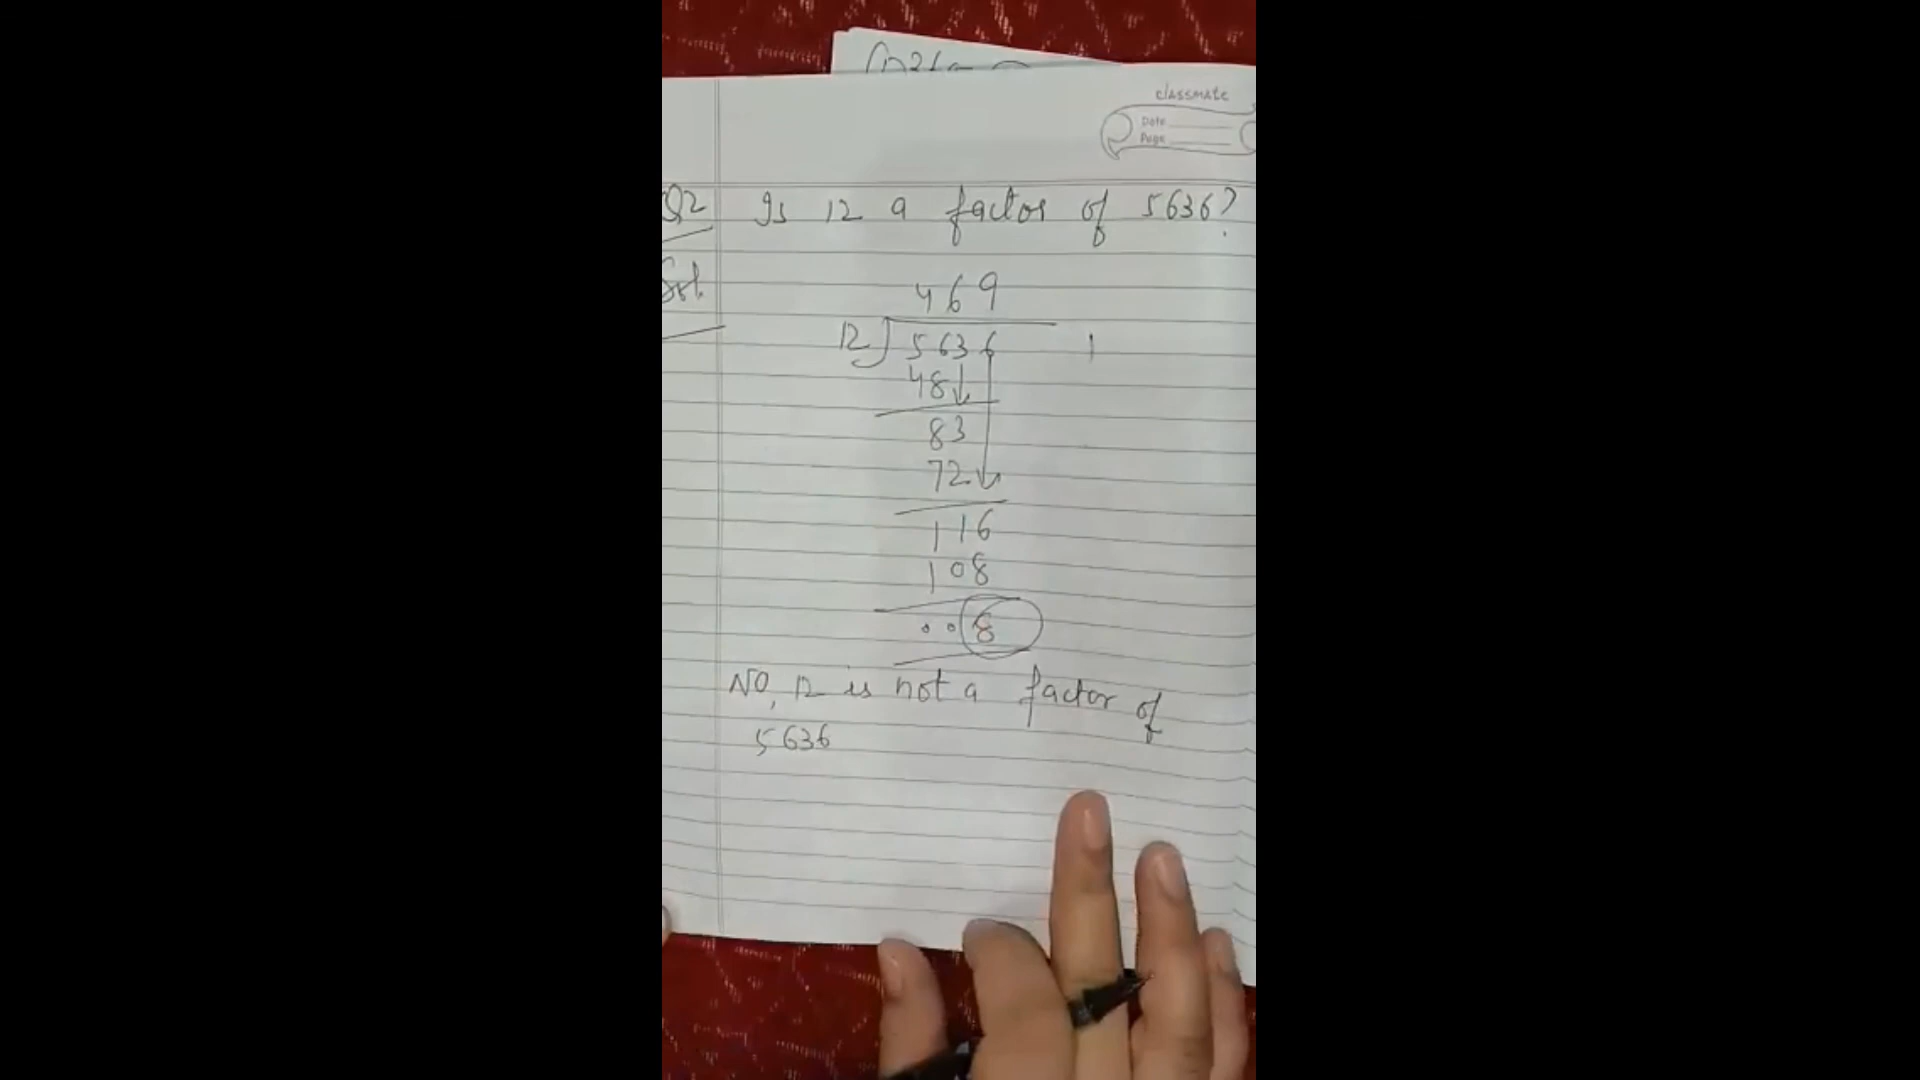 classmate
Date
Page
Q2 Is 12 a factor of 5636?
Sol.
469
12 5636
48
83
72
116
108
008
NO, 12 is not a factor of
5636